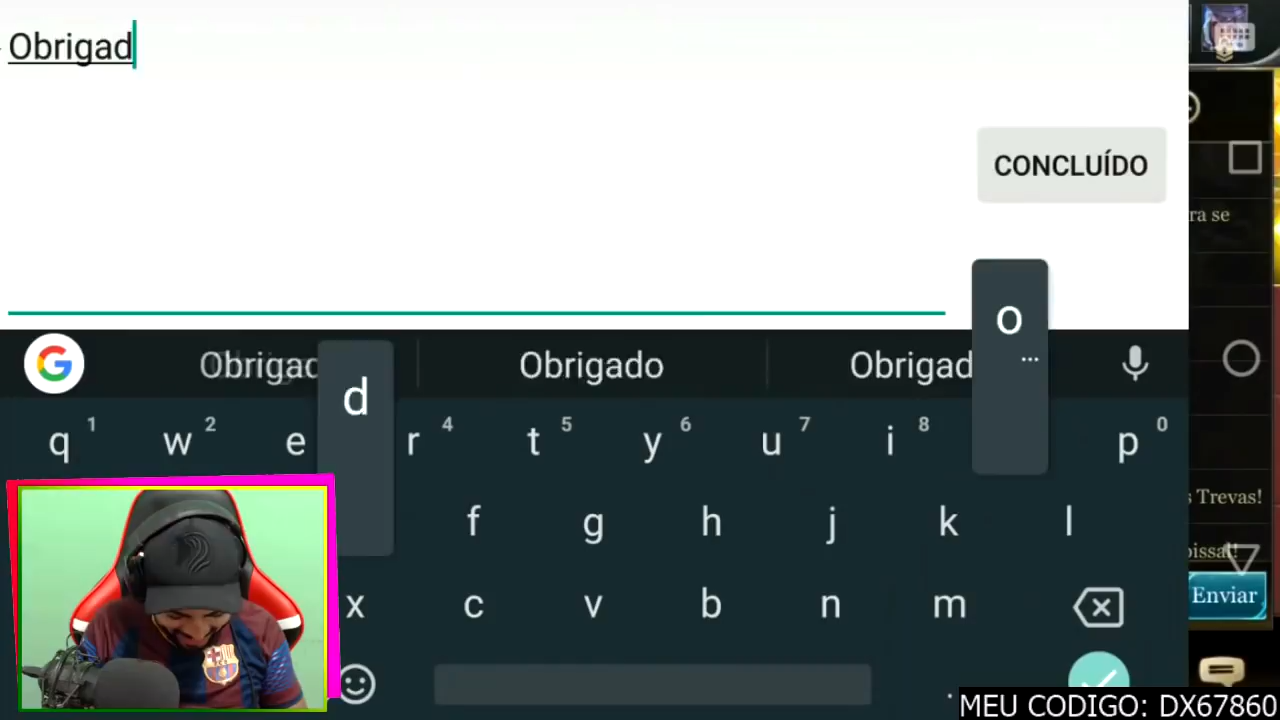 Obrigad
CONCLUÍDO
ra se
o
Obrigado
Obrigad
d
q 1 w 2 e r 4 t 5 y 6 u 7 i 8 p 0
f g h j k l
s Trevas!
issal!
x c v b n m
Enviar
.
MEU CODIGO: DX67860